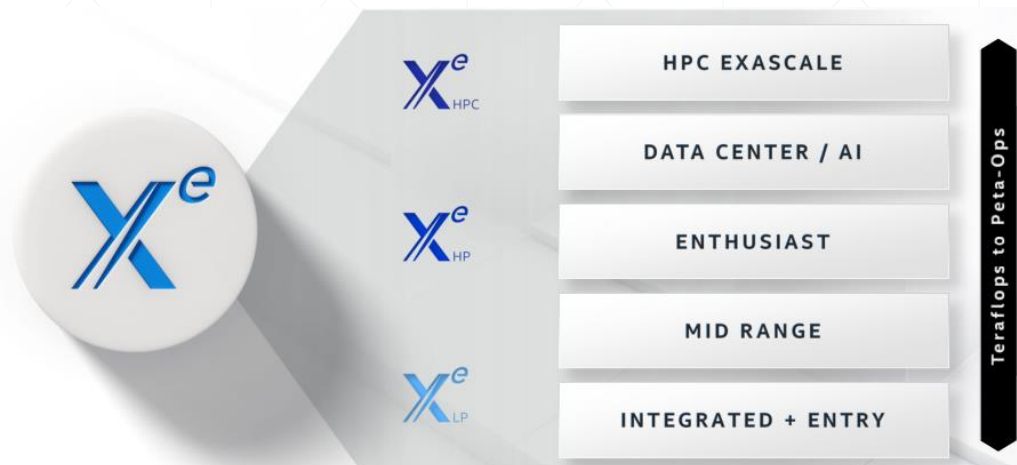 Xe
Xe HPC
HPC EXASCALE
DATA CENTER / AI
Xe HP
ENTHUSIAST
MID RANGE
Xe LP
INTEGRATED + ENTRY
Teraflops to Peta-Ops